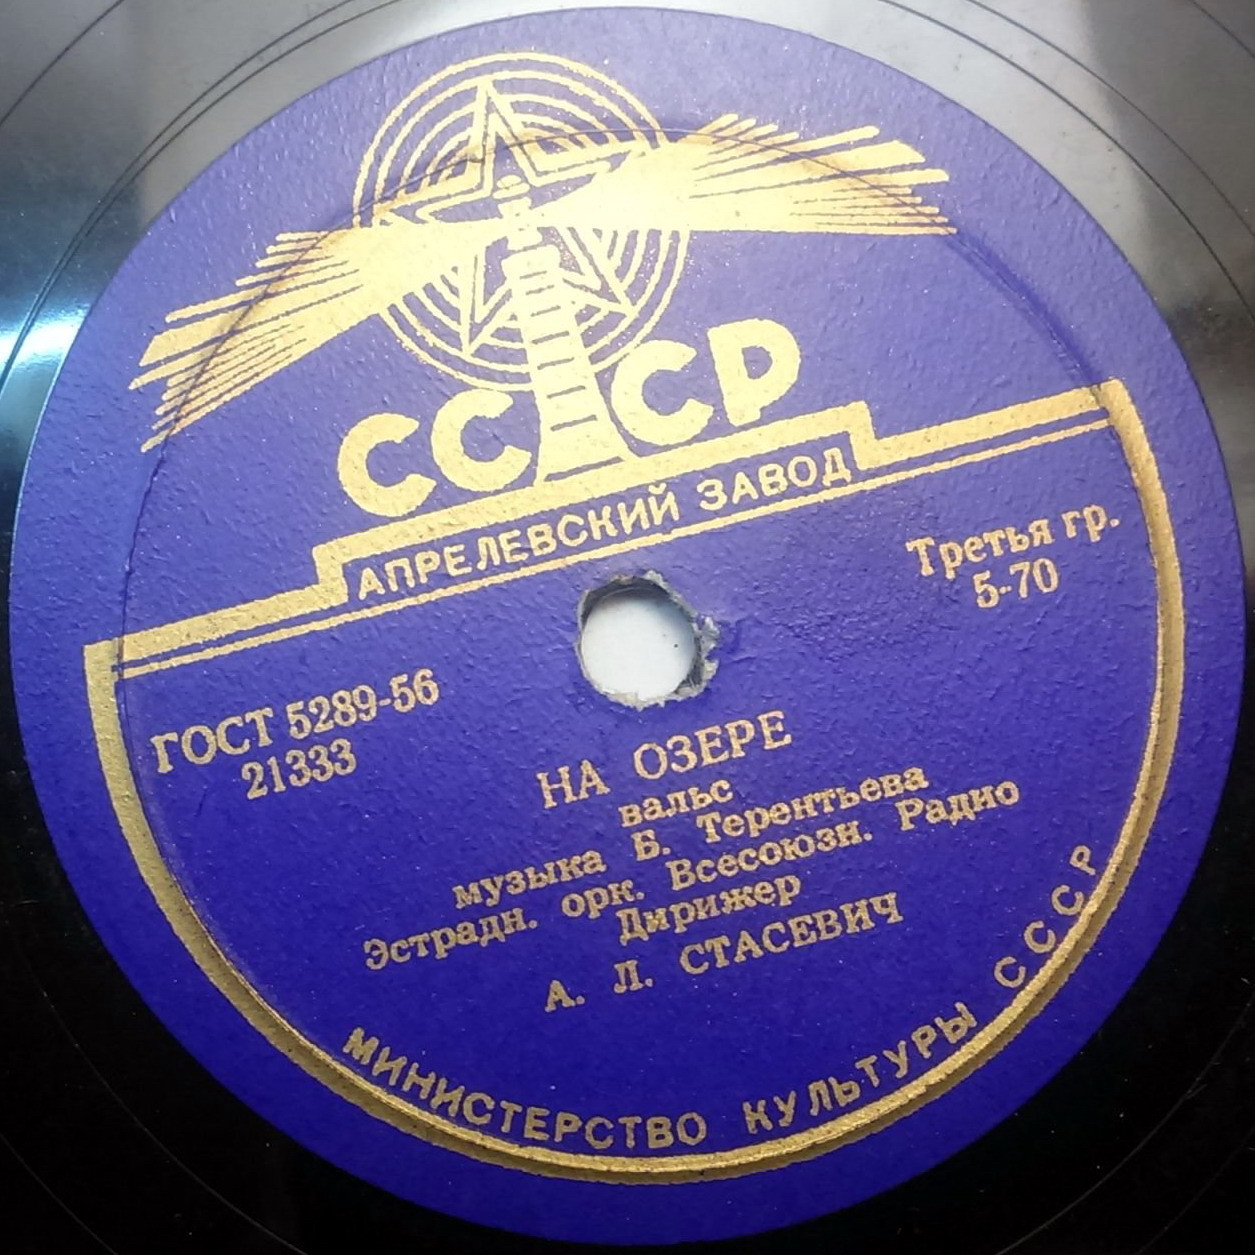 СССР
АПРЕЛЕВСКИЙ ЗАВОД
Третья гр.
5-70
ГОСТ 5289-56
21333
НА ОЗЕРЕ
вальс
музыка Б. Терентьева
Эстрадн. орк. Всесоюзн. Радио
Дирижер
А. Л. СТАСЕВИЧ
МИНИСТЕРСТВО КУЛЬТУРЫ СССР